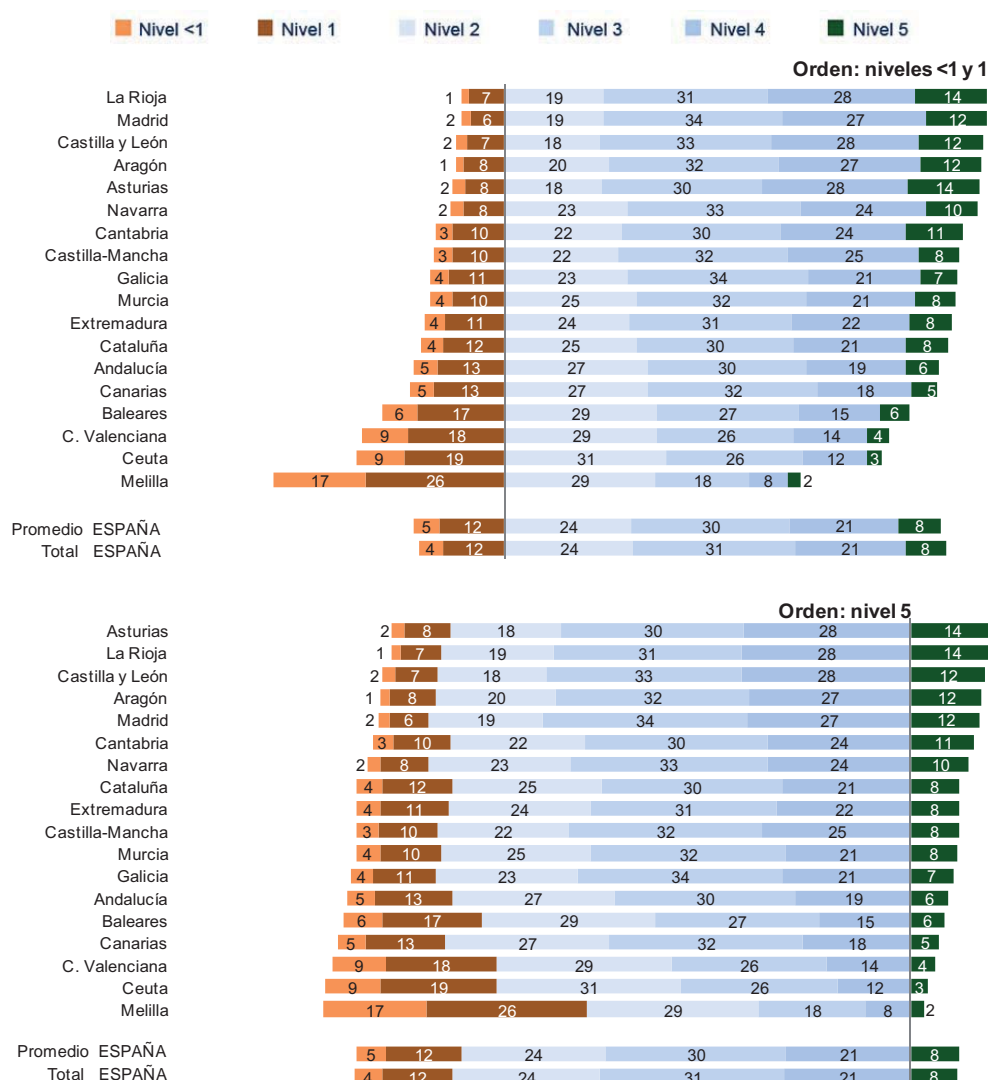 Nivel <1 Nivel 1 Nivel 2 Nivel 3 Nivel 4 Nivel 5
Orden: niveles <1 y 1
La Rioja 1 7 19 31 28 14
Madrid 2 6 19 34 27 12
Castilla y León 2 7 18 33 28 12
Aragón 1 8 20 32 27 12
Asturias 2 8 18 30 28 14
Navarra 2 8 23 33 24 10
Cantabria 3 10 22 30 24 11
Castilla-Mancha 3 10 22 32 25 8
Galicia 4 11 23 34 21 7
Murcia 4 10 25 32 21 8
Extremadura 4 11 24 31 22 8
Cataluña 4 12 25 30 21 8
Andalucía 5 13 27 30 19 6
Canarias 5 13 27 32 18 5
Baleares 6 17 29 27 15 6
C. Valenciana 9 18 29 26 14 4
Ceuta 9 19 31 26 12 3
Melilla 17 26 29 18 8 2
Promedio ESPAÑA 5 12 24 30 21 8
Total ESPAÑA 4 12 24 31 21 8
Orden: nivel 5
Asturias 2 8 18 30 28 14
La Rioja 1 7 19 31 28 14
Castilla y León 2 7 18 33 28 12
Aragón 1 8 20 32 27 12
Madrid 2 6 19 34 27 12
Cantabria 3 10 22 30 24 11
Navarra 2 8 23 33 24 10
Cataluña 4 12 25 30 21 8
Extremadura 4 11 24 31 22 8
Castilla-Mancha 3 10 22 32 25 8
Murcia 4 10 25 32 21 8
Galicia 4 11 23 34 21 7
Andalucía 5 13 27 30 19 6
Baleares 6 17 29 27 15 6
Canarias 5 13 27 32 18 5
C. Valenciana 9 18 29 26 14 4
Ceuta 9 19 31 26 12 3
Melilla 17 26 29 18 8 2
Promedio ESPAÑA 5 12 24 30 21 8
Total ESPAÑA 4 12 24 31 21 8